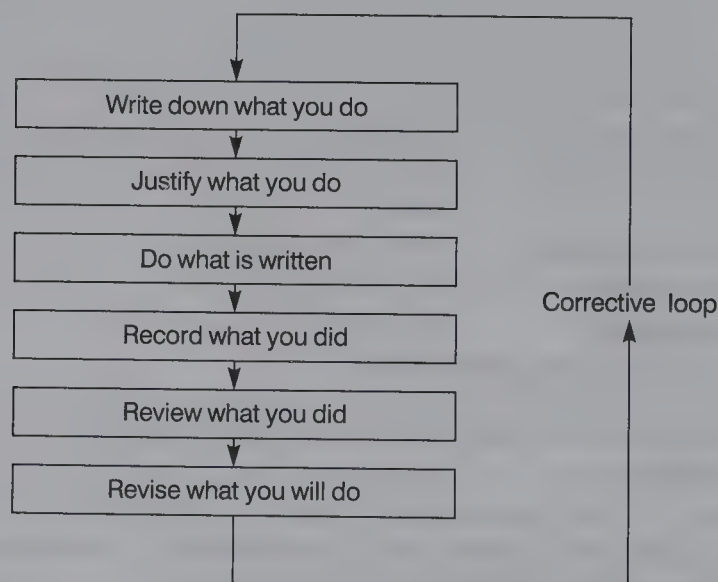 Write down what you do
Justify what you do
Do what is written
Record what you did
Corrective loop
Review what you did
Revise what you will do